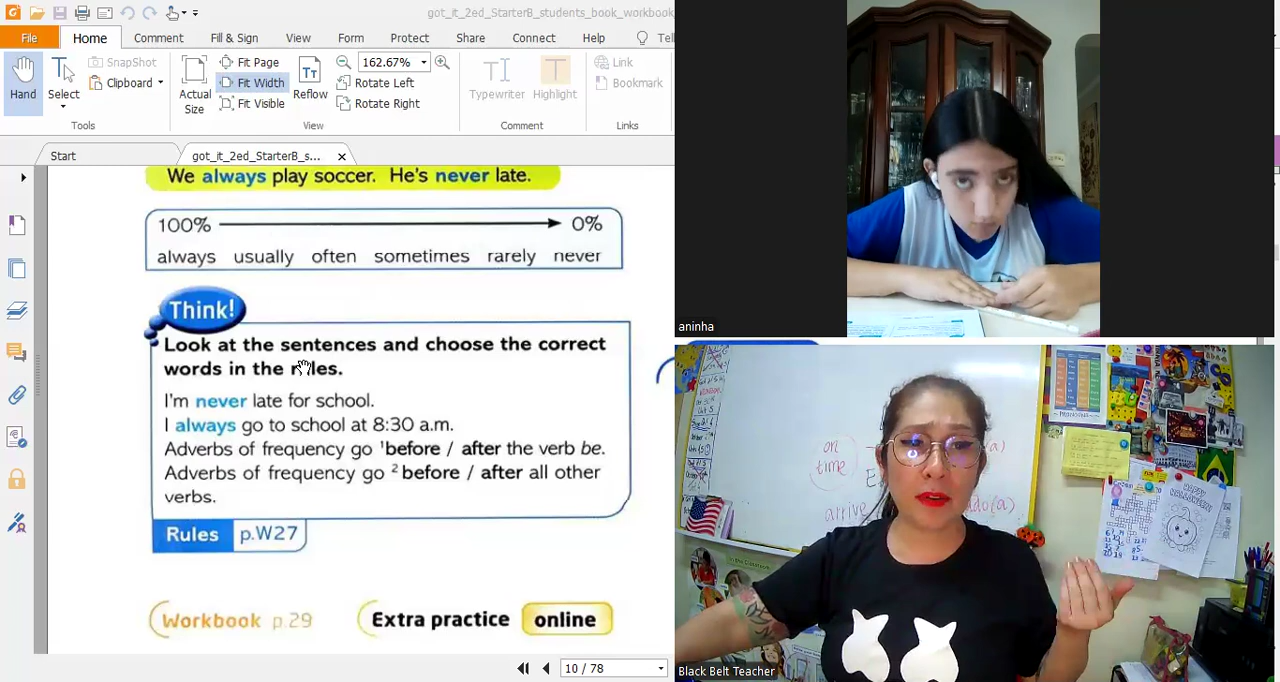 got_it_2ed_StarterB_students_book_workbook
File Home Comment Fill & Sign View Form Protect Share Connect Help Tel
SnapShot Fit Page 162.67% Link
Clipboard Fit Width Rotate Left Bookmark
Hand Select Actual Size Fit Visible Reflow Rotate Right Typewriter Highlight
Tools View Comment Links
Start got_it_2ed_StarterB_s...
We always play soccer. He's never late.
100% 0%
always usually often sometimes rarely never
Think!
Look at the sentences and choose the correct
words in the rules.
I'm never late for school.
I always go to school at 8:30 a.m.
Adverbs of frequency go 1before / after the verb be.
Adverbs of frequency go 2 before / after all other
verbs.
Rules p.W27
Workbook p.29 Extra practice online
10 / 78
aninha
on
time
arrive
HAPPY
HALLOWEEN
Black Belt Teacher